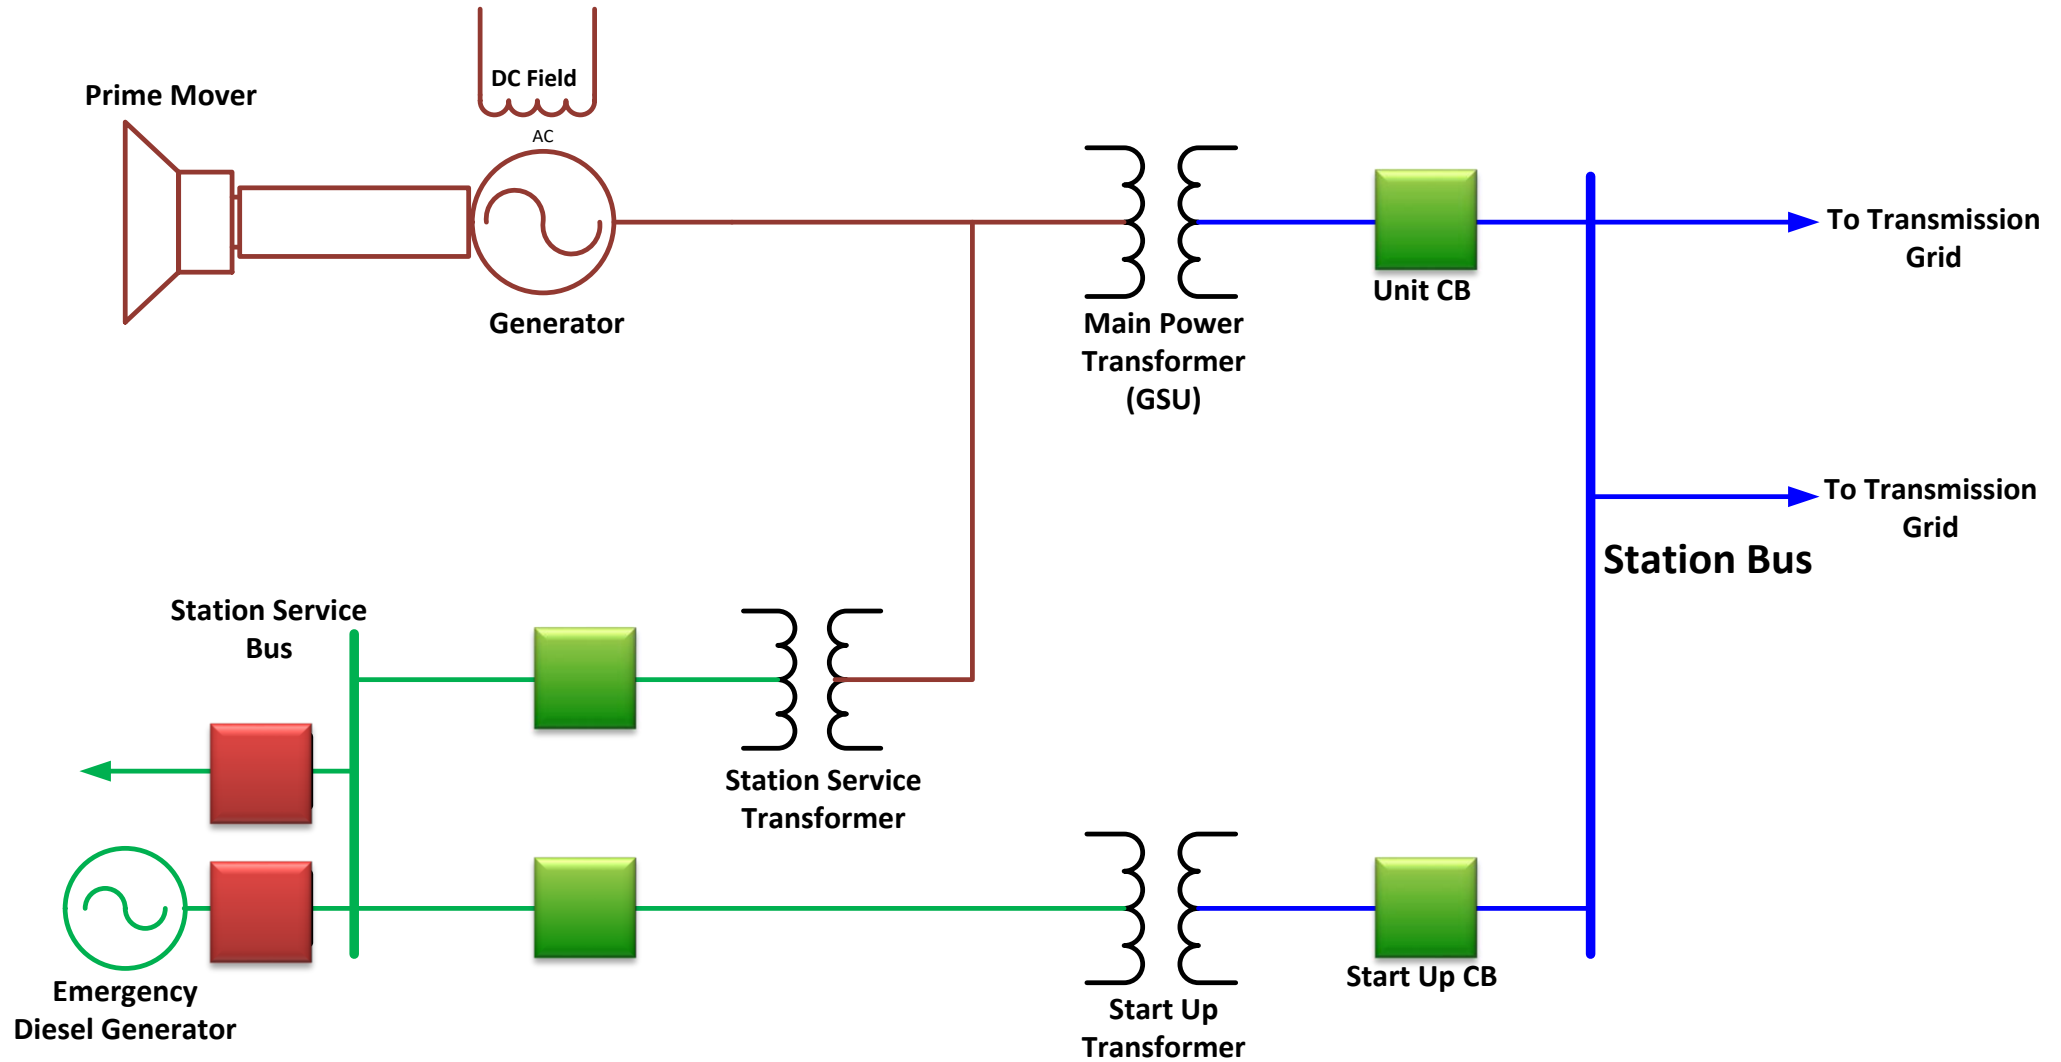 DC Field
Prime Mover
AC
Generator
Main Power
Transformer
(GSU)
Unit CB
To Transmission
Grid
To Transmission
Grid
Station Bus
Station Service
Bus
Station Service
Transformer
Emergency
Diesel Generator
Start Up
Transformer
Start Up CB